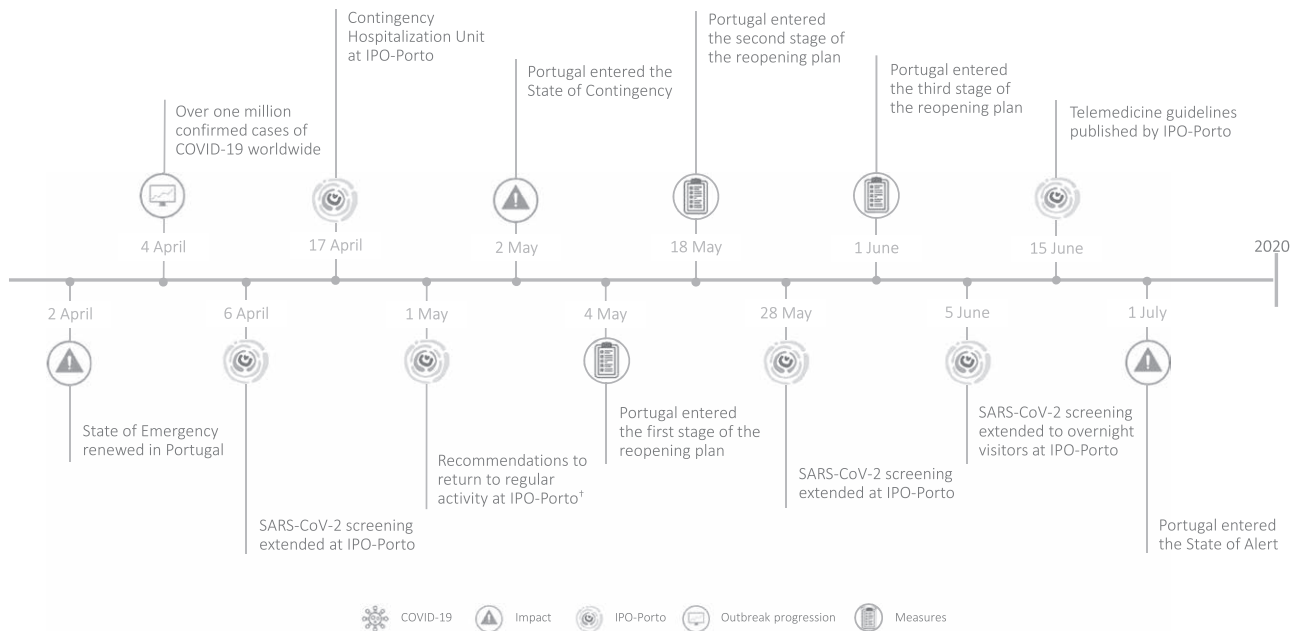 Contingency
Hospitalization Unit
at IPO-Porto
Portugal entered
the second stage of
the reopening plan
Portugal entered the
State of Contingency
Portugal entered
the third stage of
the reopening plan
Over one million
confirmed cases of
COVID-19 worldwide
Telemedicine guidelines
published by IPO-Porto
4 April
17 April
2 May
18 May
1 June
15 June
2020
2 April
6 April
1 May
4 May
28 May
5 June
1 July
State of Emergency
renewed in Portugal
SARS-CoV-2 screening
extended at IPO-Porto
Recommendations to
return to regular
activity at IPO-Porto†
Portugal entered
the first stage of the
reopening plan
SARS-CoV-2 screening
extended at IPO-Porto
SARS-CoV-2 screening
extended to overnight
visitors at IPO-Porto
Portugal entered
the State of Alert
COVID-19
Impact
IPO-Porto
Outbreak progression
Measures